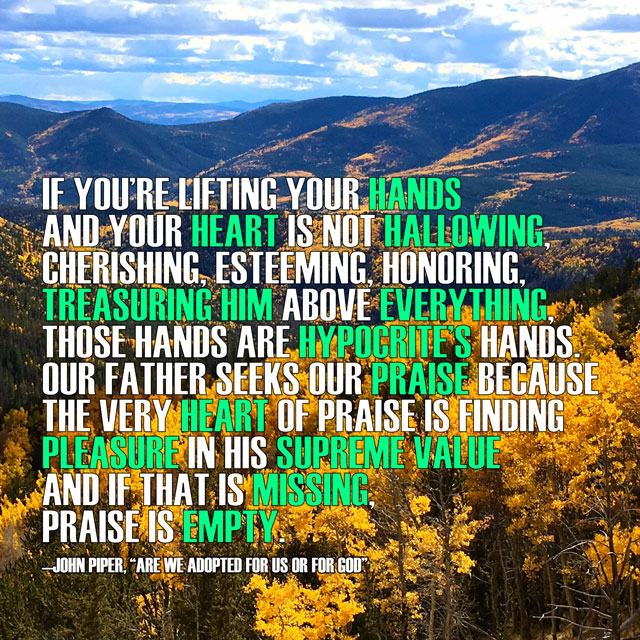 IF YOU'RE LIFTING YOUR HANDS
AND YOUR HEART IS NOT HALLOWING,
CHERISHING, ESTEEMING, HONORING,
TREASURING HIM ABOVE EVERYTHING,
THOSE HANDS ARE HYPOCRITE'S HANDS.
OUR FATHER SEEKS OUR PRAISE BECAUSE
THE VERY HEART OF PRAISE IS FINDING
PLEASURE IN HIS SUPREME VALUE
AND IF THAT IS MISSING,
PRAISE IS EMPTY.
—JOHN PIPER, "ARE WE ADOPTED FOR US OR FOR GOD"